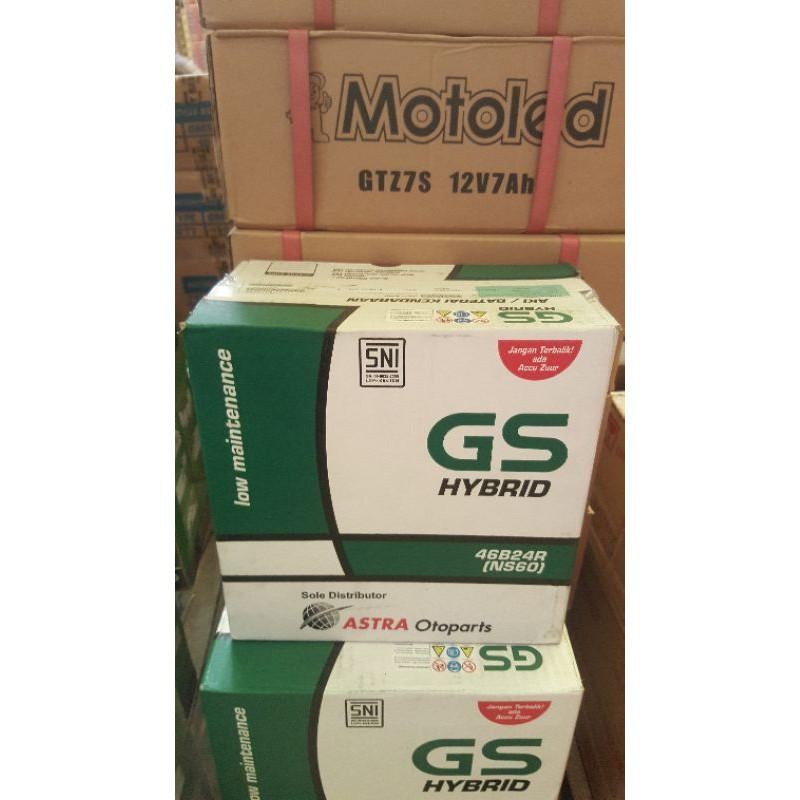 Motoled
GTZ7S 12V7Ah
AKI / BATERAI KENDARAAN
GS
HYBRID
low maintenance
SNI
Jangan Terbalik!
ada
Accu Zuur
GS
HYBRID
46B24R
(NS60)
Sole Distributor
ASTRA Otoparts
GS
low maintenance
SNI
Jangan Terbalik!
ada
Accu Zuur
GS
HYBRID